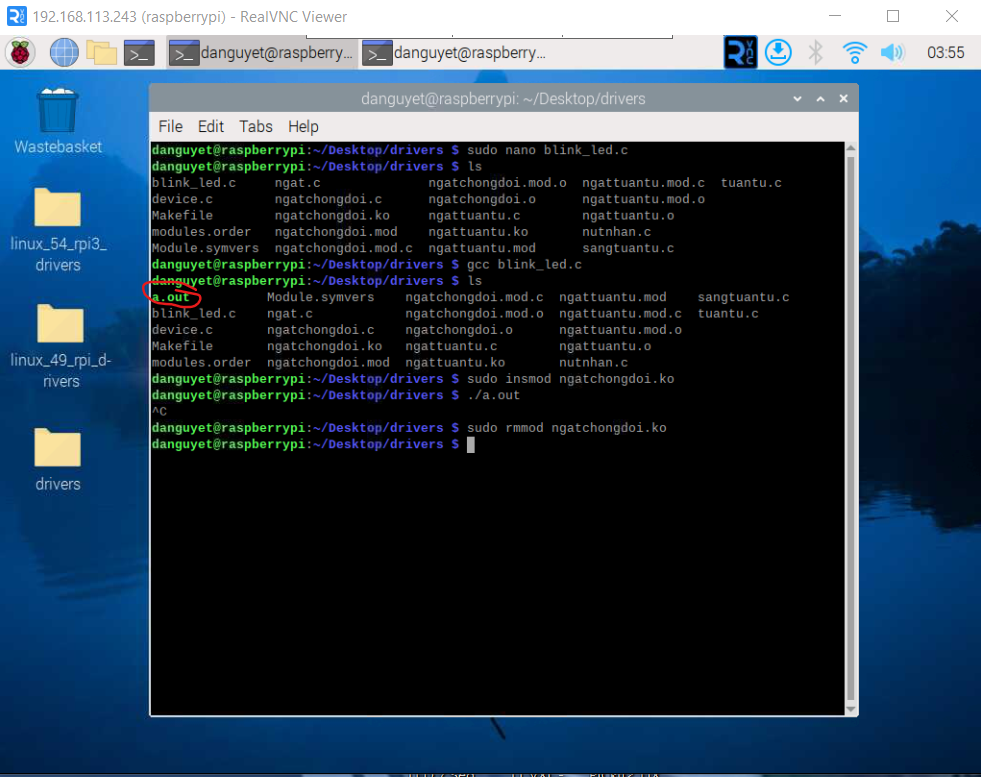 192.168.113.243 (raspberrypi) - RealVNC Viewer
danguyet@raspberry... danguyet@raspberry... 03:55
danguyet@raspberrypi: ~/Desktop/drivers
File Edit Tabs Help
Wastebasket
linux_54_rpi3_
drivers
linux_49_rpi_d-
rivers
drivers
danguyet@raspberrypi:~/Desktop/drivers $ sudo nano blink_led.c
danguyet@raspberrypi:~/Desktop/drivers $ ls
blink_led.c ngat.c ngatchongdoi.mod.o ngattuantu.mod.c tuantu.c
device.c ngatchongdoi.c ngatchongdoi.o ngattuantu.mod.o
Makefile ngatchongdoi.ko ngattuantu.c ngattuantu.o
modules.order ngatchongdoi.mod ngattuantu.ko nutnhan.c
Module.symvers ngatchongdoi.mod.c ngattuantu.mod sangtuantu.c
danguyet@raspberrypi:~/Desktop/drivers $ gcc blink_led.c
danguyet@raspberrypi:~/Desktop/drivers $ ls
a.out Module.symvers ngatchongdoi.mod.c ngattuantu.mod sangtuantu.c
blink_led.c ngat.c ngatchongdoi.mod.o ngattuantu.mod.c tuantu.c
device.c ngatchongdoi.c ngatchongdoi.o ngattuantu.mod.o
Makefile ngatchongdoi.ko ngattuantu.c ngattuantu.o
modules.order ngatchongdoi.mod ngattuantu.ko nutnhan.c
danguyet@raspberrypi:~/Desktop/drivers $ sudo insmod ngatchongdoi.ko
danguyet@raspberrypi:~/Desktop/drivers $ ./a.out
^C
danguyet@raspberrypi:~/Desktop/drivers $ sudo rmmod ngatchongdoi.ko
danguyet@raspberrypi:~/Desktop/drivers $